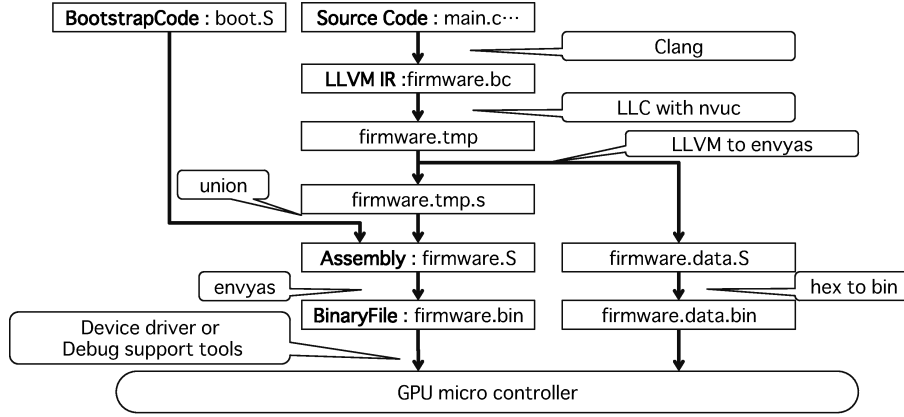 BootstrapCode : boot.S
Source Code : main.c…
Clang
LLVM IR :firmware.bc
LLC with nvuc
firmware.tmp
LLVM to envyas
union
firmware.tmp.s
Assembly : firmware.S
firmware.data.S
envyas
hex to bin
BinaryFile : firmware.bin
firmware.data.bin
Device driver or
Debug support tools
GPU micro controller